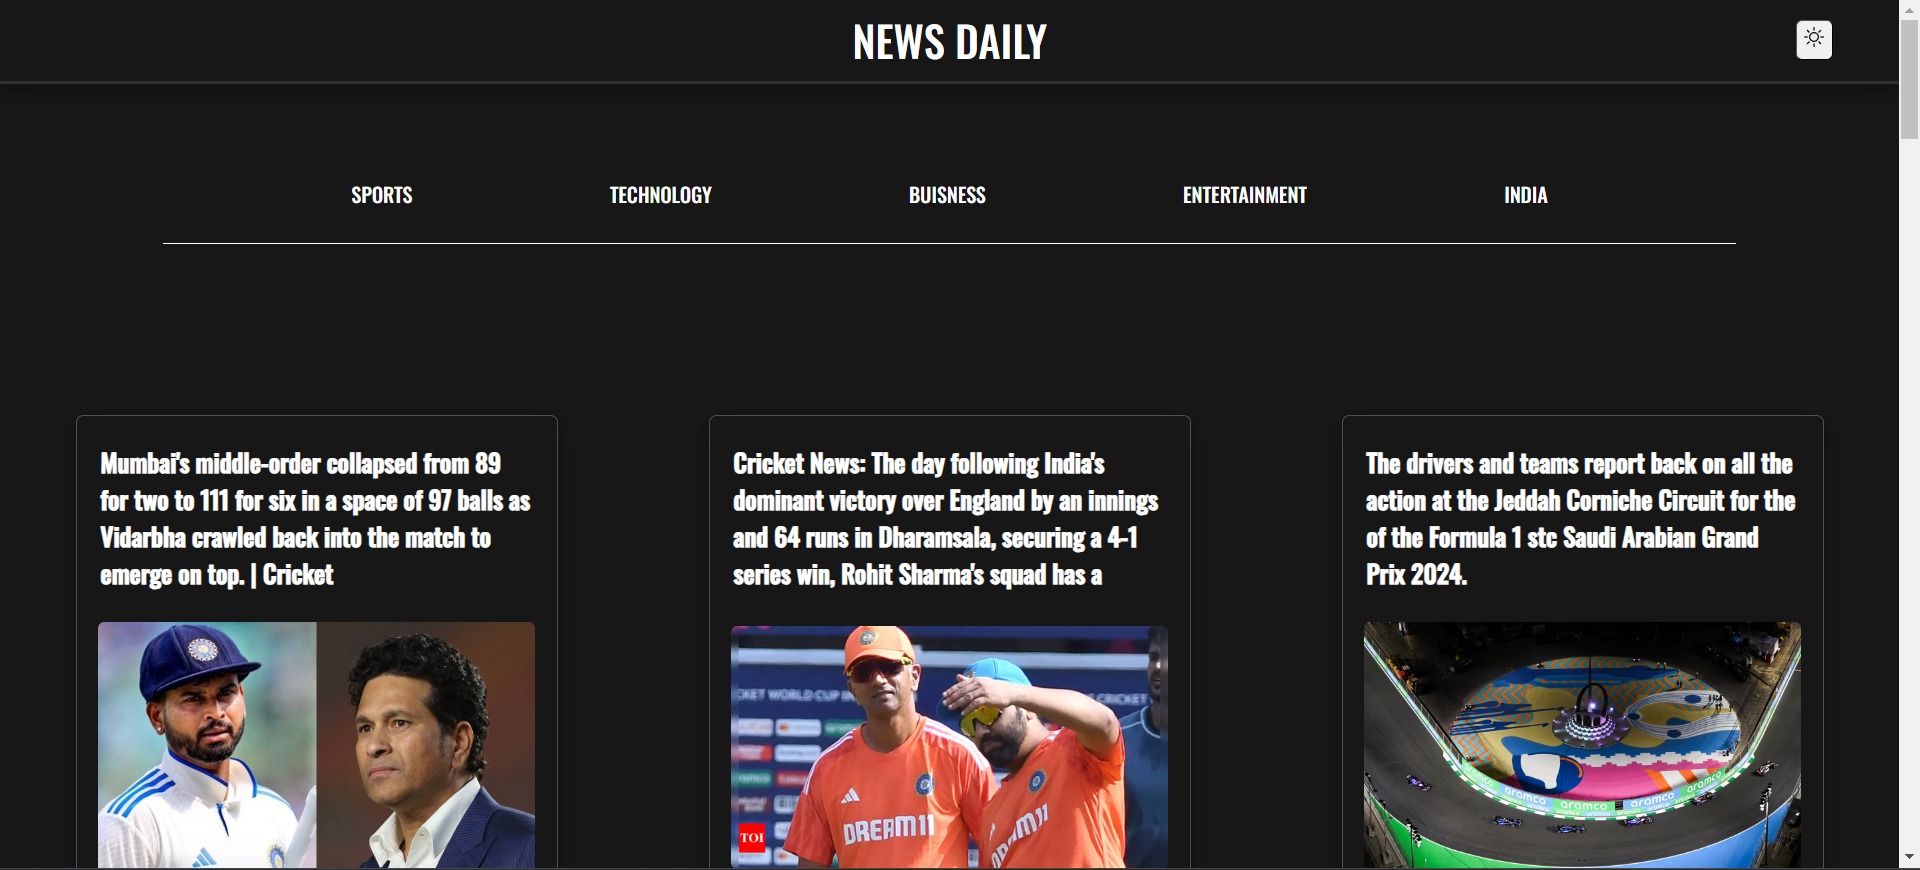 NEWS DAILY
SPORTS
TECHNOLOGY
BUISNESS
ENTERTAINMENT
INDIA
Mumbai's middle-order collapsed from 89
for two to 111 for six in a space of 97 balls as
Vidarbha crawled back into the match to
emerge on top. | Cricket
Cricket News: The day following India's
dominant victory over England by an innings
and 64 runs in Dharamsala, securing a 4-1
series win, Rohit Sharma's squad has a
The drivers and teams report back on all the
action at the Jeddah Corniche Circuit for the
of the Formula 1 stc Saudi Arabian Grand
Prix 2024.
CKET WORLD CUP
CRICKET
DREAM11
DREAM11
TOI
aramco
aramco
aramco
aramco